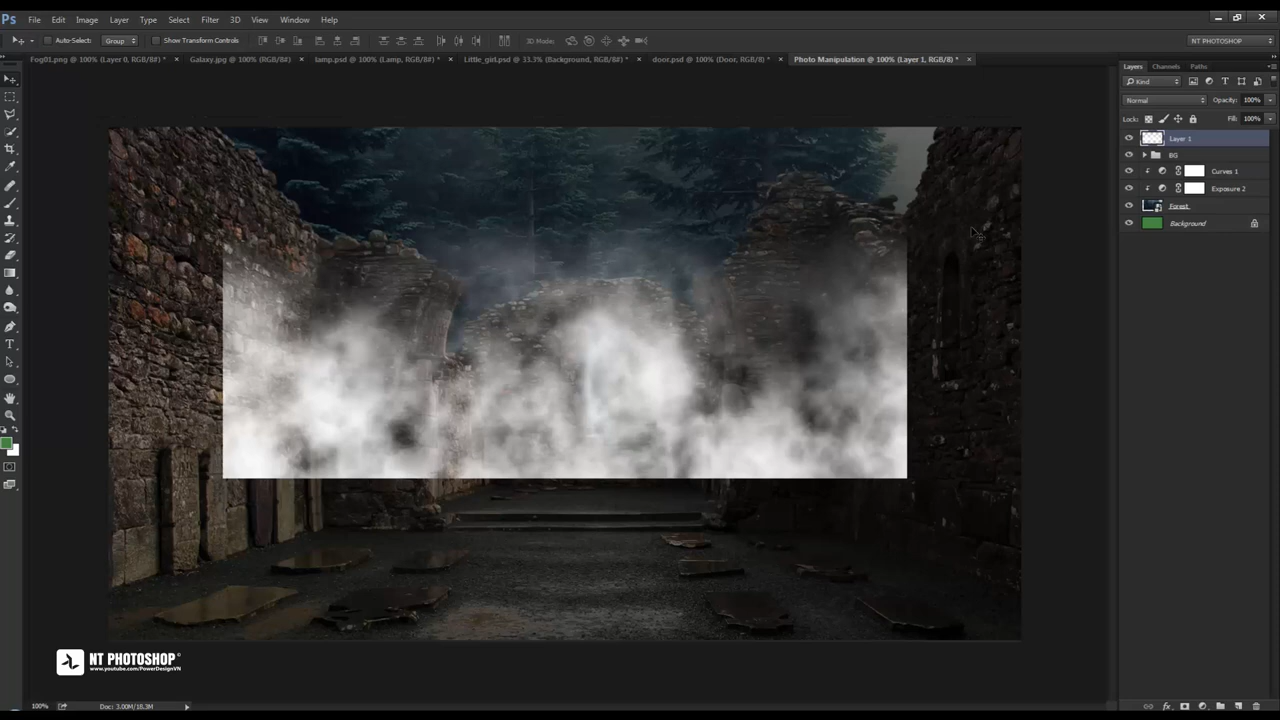 Ps File Edit Image Layer Type Select Filter 3D View Window Help
Auto-Select: Group Show Transform Controls 3D Mode: NT PHOTOSHOP
Fog01.png @ 100% (Layer 0, RGB/8#) * × Galaxy.jpg @ 100% (RGB/8#) × lamp.psd @ 100% (Lamp, RGB/8#) * × Little_girl.psd @ 33.3% (Background, RGB/8#) * × door.psd @ 100% (Door, RGB/8) * × Photo Manipulation @ 100% (Layer 1, RGB/8) * ×
Layers Channels Paths
Kind
Normal Opacity: 100%
Lock: Fill: 100%
Layer 1
BG
Curves 1
Exposure 2
Forest
Background
NT PHOTOSHOP
www.youtube.com/PowerDesignVN
100% Doc: 3.00M/18.3M